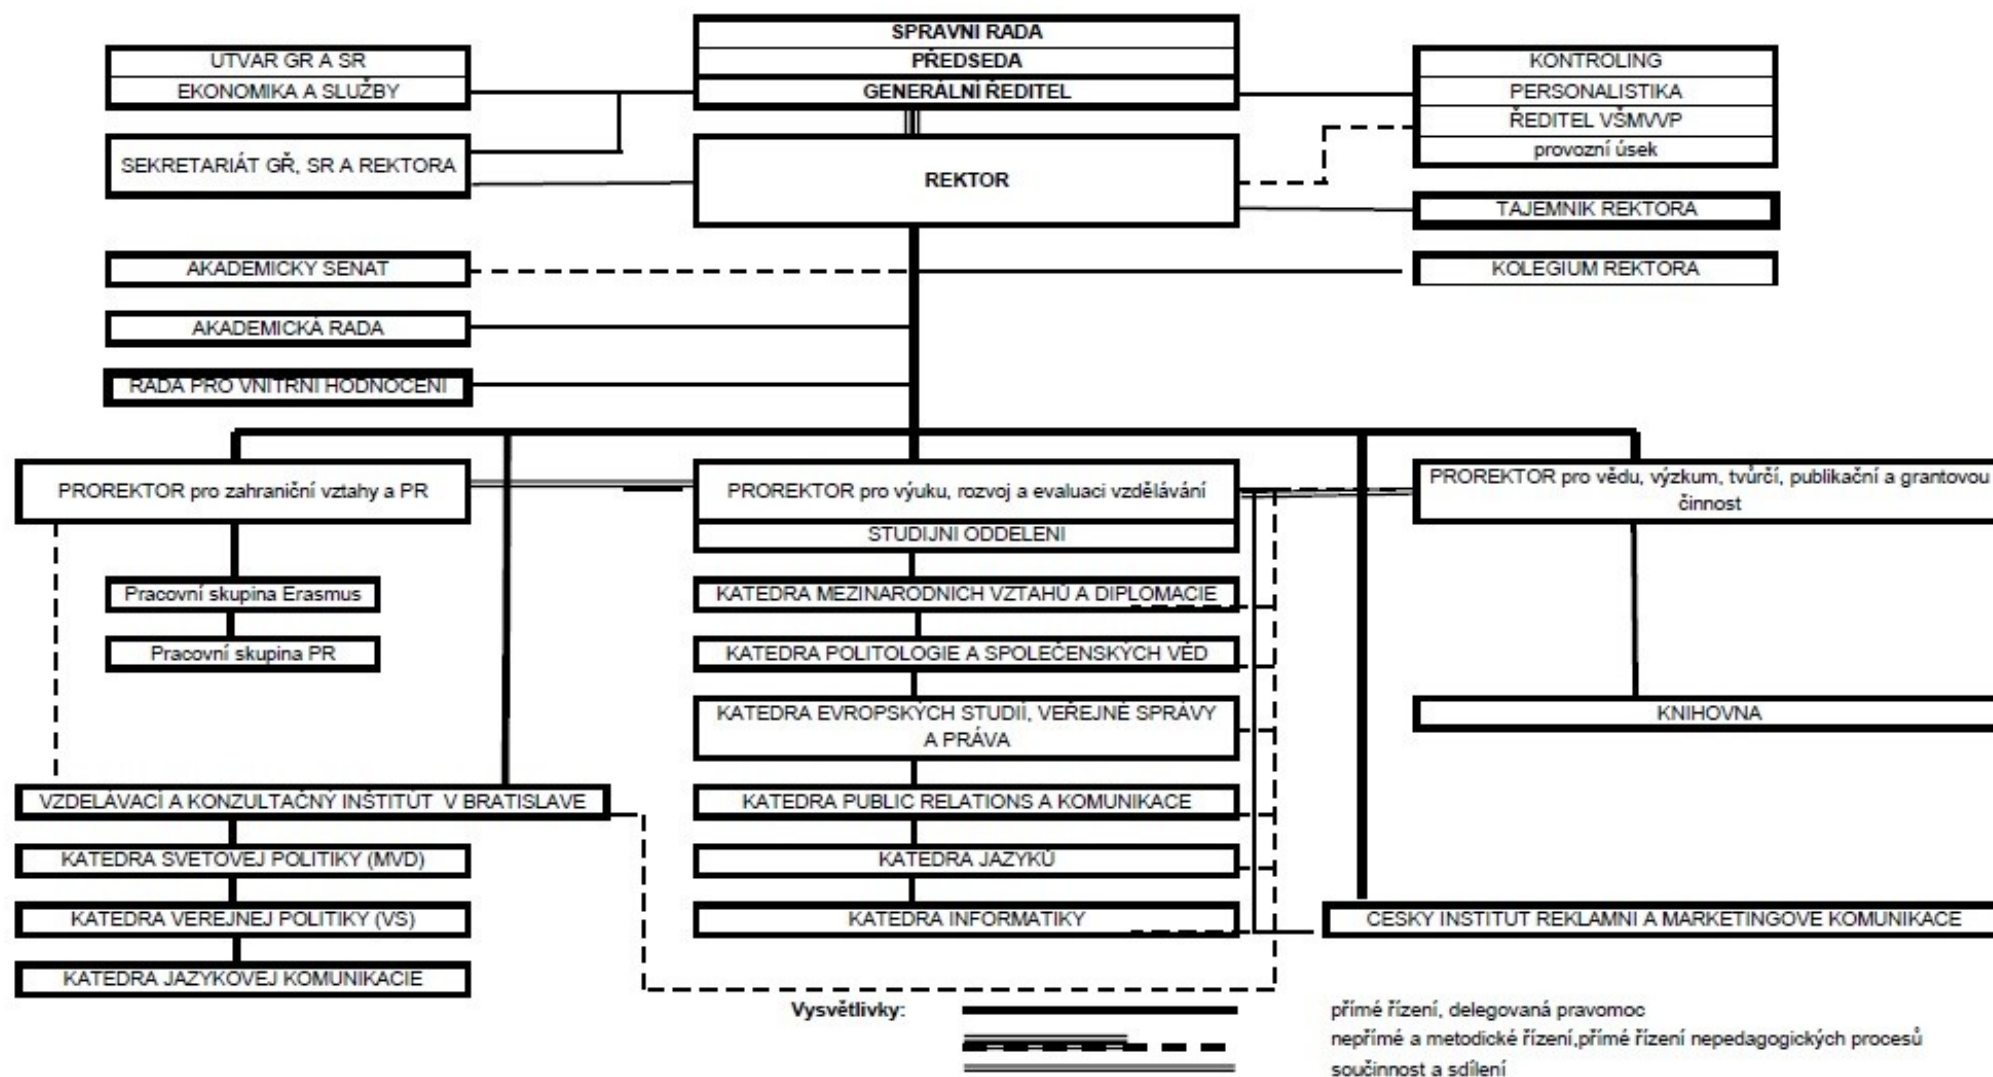 SPRAVNI RADA
PŘEDSEDA
GENERÁLNÍ ŘEDITEL
UTVAR GR A SR
EKONOMIKA A SLUŽBY
KONTROLING
PERSONALISTIKA
ŘEDITEL VŠMVVP
provozní úsek
SEKRETARIÁT GŘ, SR A REKTORA
REKTOR
TAJEMNIK REKTORA
AKADEMICKY SENAT
KOLEGIUM REKTORA
AKADEMICKÁ RADA
RADA PRO VNITRNI HODNOCENI
PROREKTOR pro zahraniční vztahy a PR
PROREKTOR pro výuku, rozvoj a evaluaci vzdělávání
PROREKTOR pro vědu, výzkum, tvůrčí, publikační a grantovou
činnost
STUDIJNI ODDELENI
Pracovní skupina Erasmus
Pracovní skupina PR
KATEDRA MEZINARODNICH VZTAHŮ A DIPLOMACIE
KATEDRA POLITOLOGIE A SPOLEČENSKÝCH VĚD
KATEDRA EVROPSKÝCH STUDIÍ, VEŘEJNÉ SPRÁVY
A PRÁVA
KNIHOVNA
VZDELÁVACÍ A KONZULTAČNÝ INŠTITÚT V BRATISLAVE
KATEDRA PUBLIC RELATIONS A KOMUNIKACE
KATEDRA SVETOVEJ POLITIKY (MVD)
KATEDRA JAZYKŮ
KATEDRA VEREJNEJ POLITIKY (VS)
KATEDRA INFORMATIKY
CESKY INSTITUT REKLAMNI A MARKETINGOVE KOMUNIKACE
KATEDRA JAZYKOVEJ KOMUNIKACIE
Vysvětlivky:
přímé řízení, delegovaná pravomoc
nepřímé a metodické řízení,přímé řízení nepedagogických procesů
součinnost a sdílení